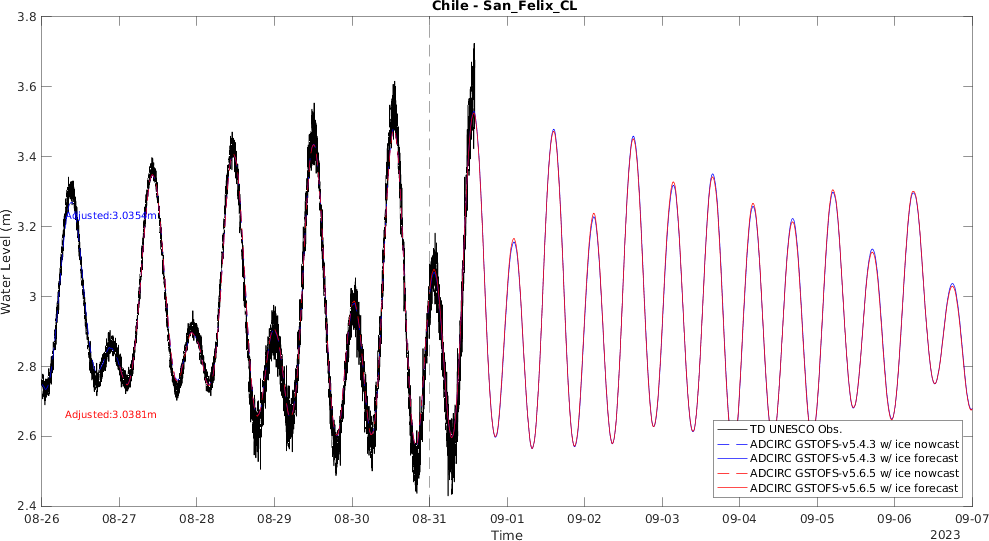 Chile - San_Felix_CL
Water Level (m)
3.8
3.6
3.4
3.2
3
2.8
2.6
2.4
Adjusted:3.0354m
Adjusted:3.0381m
TD UNESCO Obs.
ADCIRC GSTOFS-v5.4.3 w/ ice nowcast
ADCIRC GSTOFS-v5.4.3 w/ ice forecast
ADCIRC GSTOFS-v5.6.5 w/ ice nowcast
ADCIRC GSTOFS-v5.6.5 w/ ice forecast
08-26 08-27 08-28 08-29 08-30 08-31 09-01 09-02 09-03 09-04 09-05 09-06 09-07
Time
2023